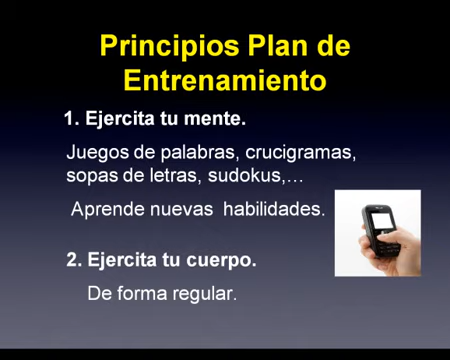 Principios Plan de
Entrenamiento
1. Ejercita tu mente.
Juegos de palabras, crucigramas,
sopas de letras, sudokus,...
Aprende nuevas habilidades.
2. Ejercita tu cuerpo.
De forma regular.